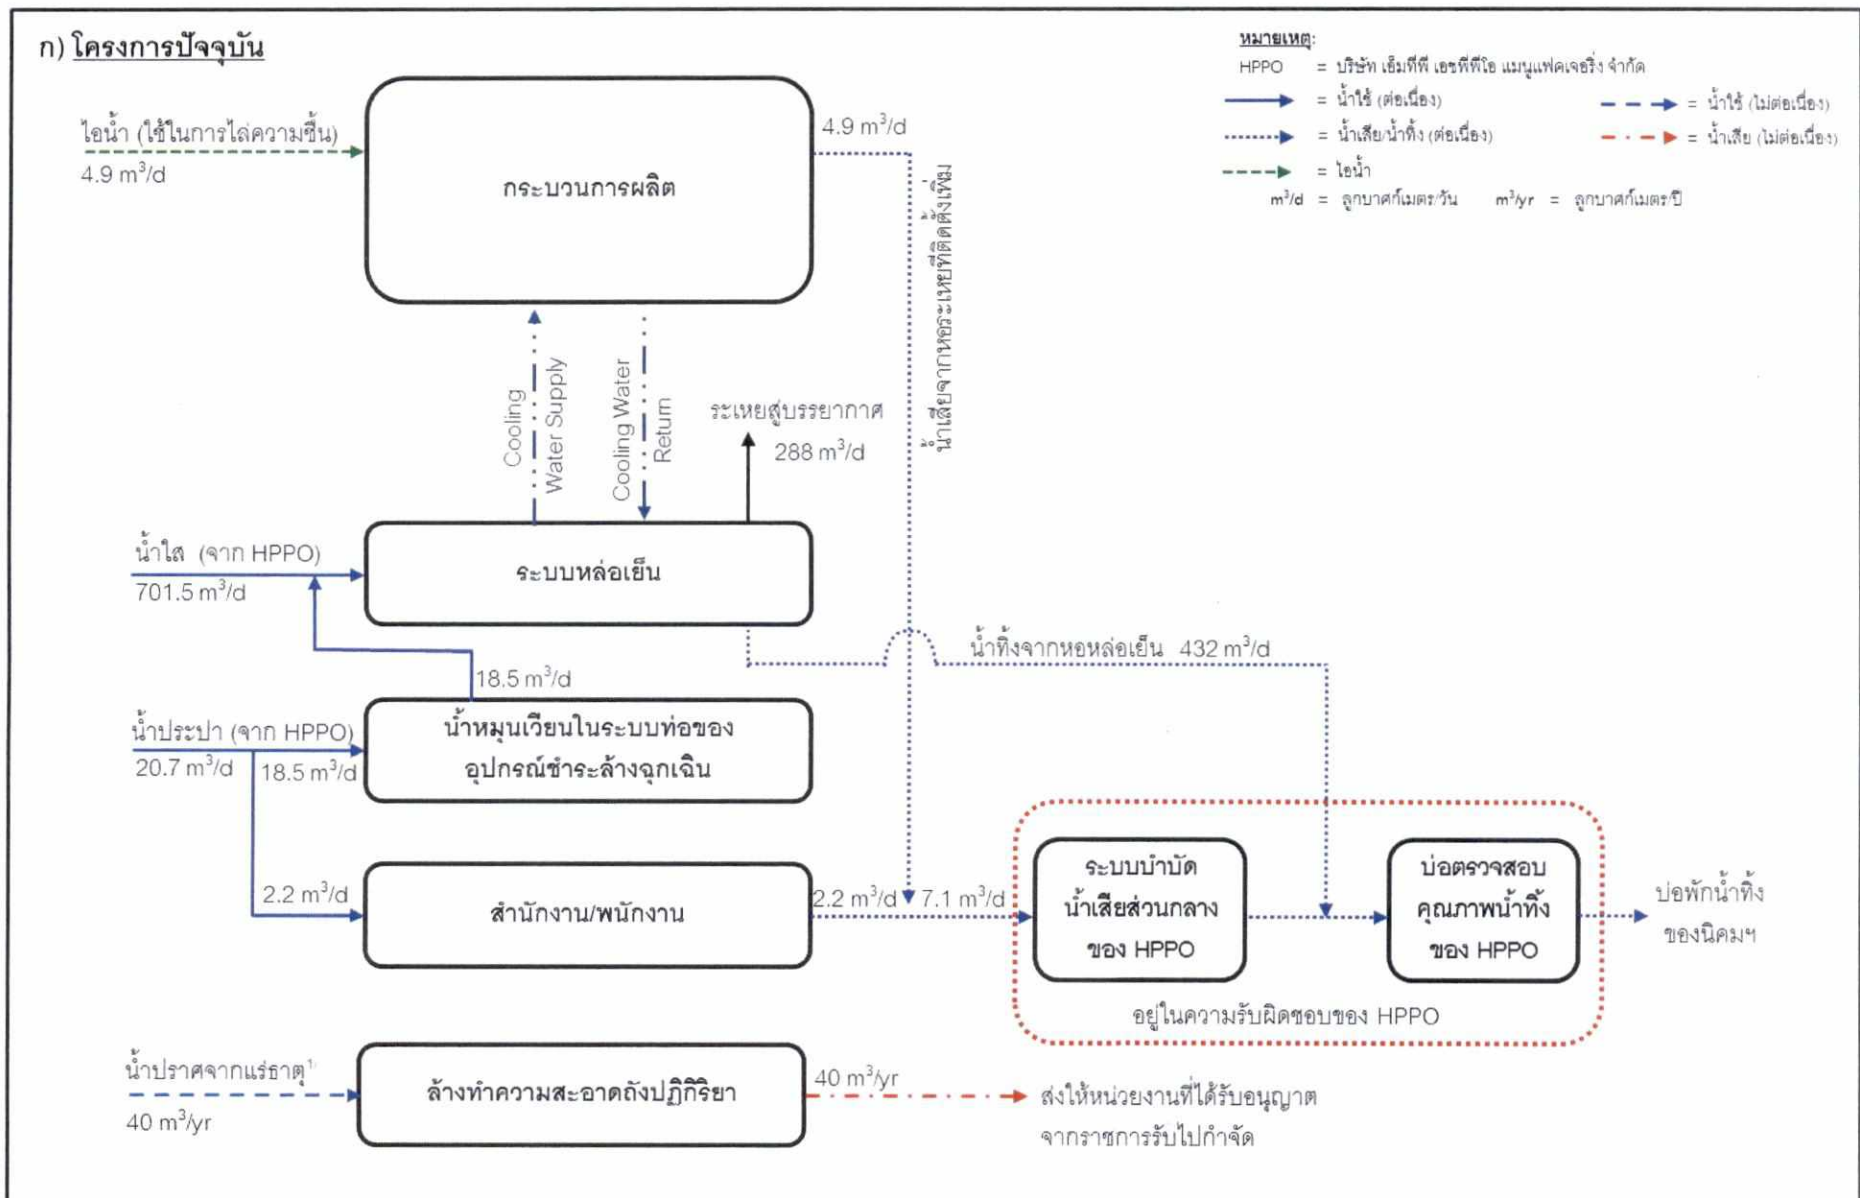 ก) โครงการปัจจุบัน
หมายเหตุ:
HPPO = บริษัท เอ็มทีพี เอชพีพีโอ แมนูแฟคเจอริ่ง จำกัด
= น้ำใช้ (ต่อเนื่อง)
= น้ำใช้ (ไม่ต่อเนื่อง)
= น้ำเสีย/น้ำทิ้ง (ต่อเนื่อง)
= น้ำเสีย (ไม่ต่อเนื่อง)
= ไอน้ำ
m³/d = ลูกบาศก์เมตร/วัน m³/yr = ลูกบาศก์เมตร/ปี
ไอน้ำ (ใช้ในการไล่ความชื้น)
4.9 m³/d
กระบวนการผลิต
4.9 m³/d
น้ำเสียจากหอระเหยที่ติดตั้งเพิ่ม
Cooling
Water Supply
Cooling Water
Return
ระเหยสู่บรรยากาศ
288 m³/d
น้ำใส (จาก HPPO)
701.5 m³/d
ระบบหล่อเย็น
น้ำทิ้งจากหอหล่อเย็น 432 m³/d
18.5 m³/d
น้ำประปา (จาก HPPO)
20.7 m³/d
18.5 m³/d
น้ำหมุนเวียนในระบบท่อของ
อุปกรณ์ชำระล้างฉุกเฉิน
2.2 m³/d
สำนักงาน/พนักงาน
2.2 m³/d
7.1 m³/d
ระบบบำบัด
น้ำเสียส่วนกลาง
ของ HPPO
บ่อตรวจสอบ
คุณภาพน้ำทิ้ง
ของ HPPO
บ่อพักน้ำทิ้ง
ของนิคมฯ
อยู่ในความรับผิดชอบของ HPPO
น้ำปราศจากแร่ธาตุ¹
40 m³/yr
ล้างทำความสะอาดถังปฏิกิริยา
40 m³/yr
ส่งให้หน่วยงานที่ได้รับอนุญาต
จากราชการรับไปกำจัด